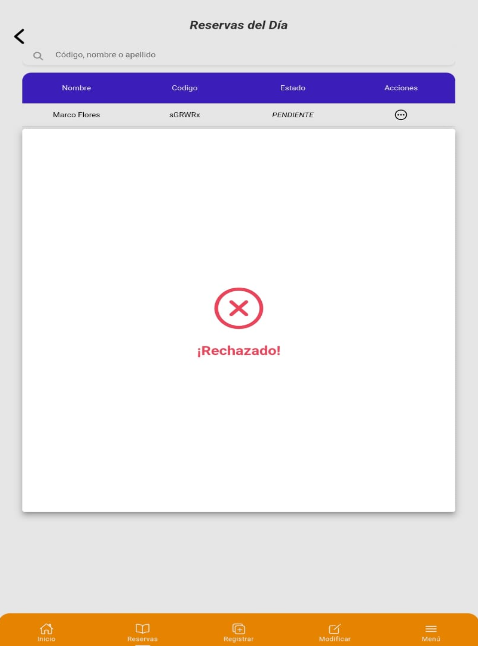 Reservas del Día
Código, nombre o apellido
Nombre Codigo Estado Acciones
Marco Flores sGRWRx PENDIENTE
¡Rechazado!
Inicio Reservas Registrar Modificar Menú